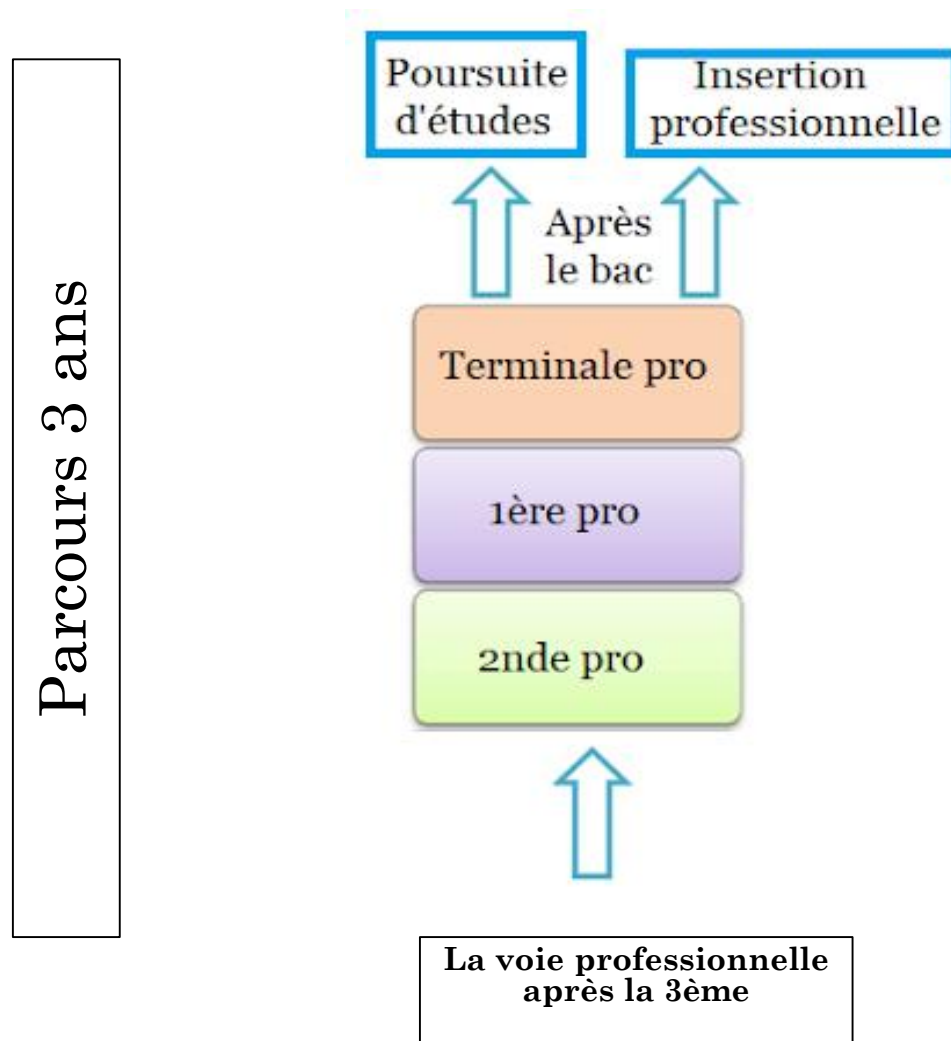 Parcours 3 ans
Poursuite
d'études
Insertion
professionnelle
Après
le bac
Terminale pro
1ère pro
2nde pro
La voie professionnelle
après la 3ème